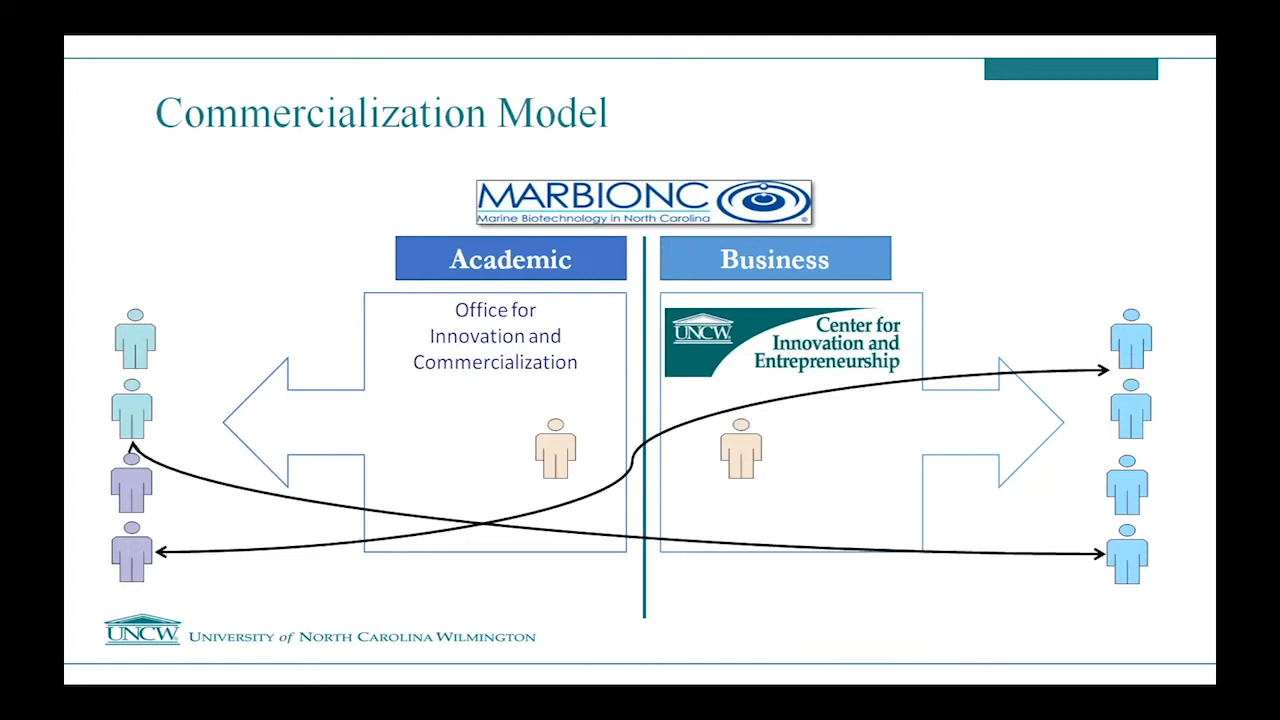 Commercialization Model
MARBIONC
Marine Biotechnology in North Carolina
®
Academic
Business
Office for
Innovation and
Commercialization
UNCW
Center for
Innovation and
Entrepreneurship
UNCW
UNIVERSITY of NORTH CAROLINA WILMINGTON